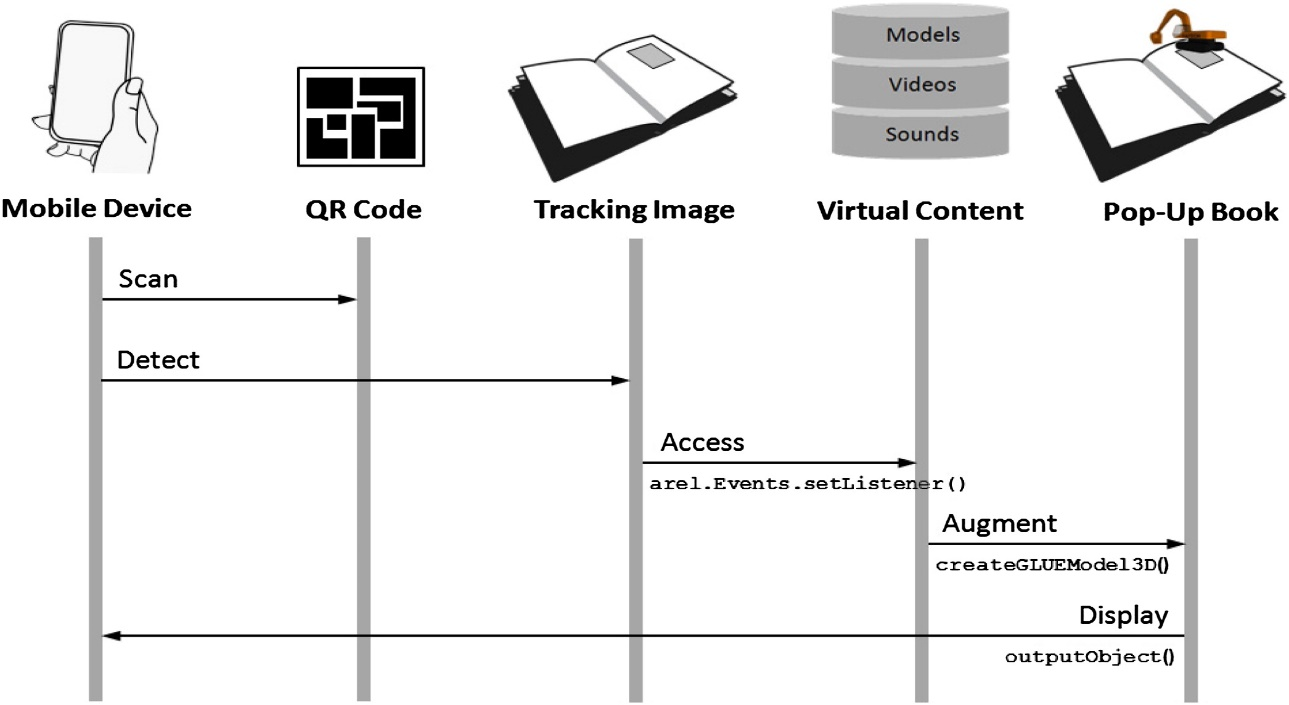 Models
Videos
Sounds
Mobile Device
QR Code
Tracking Image
Virtual Content
Pop-Up Book
Scan
Detect
Access
arel.Events.setListener()
Augment
createGLUEModel3D()
Display
outputObject()